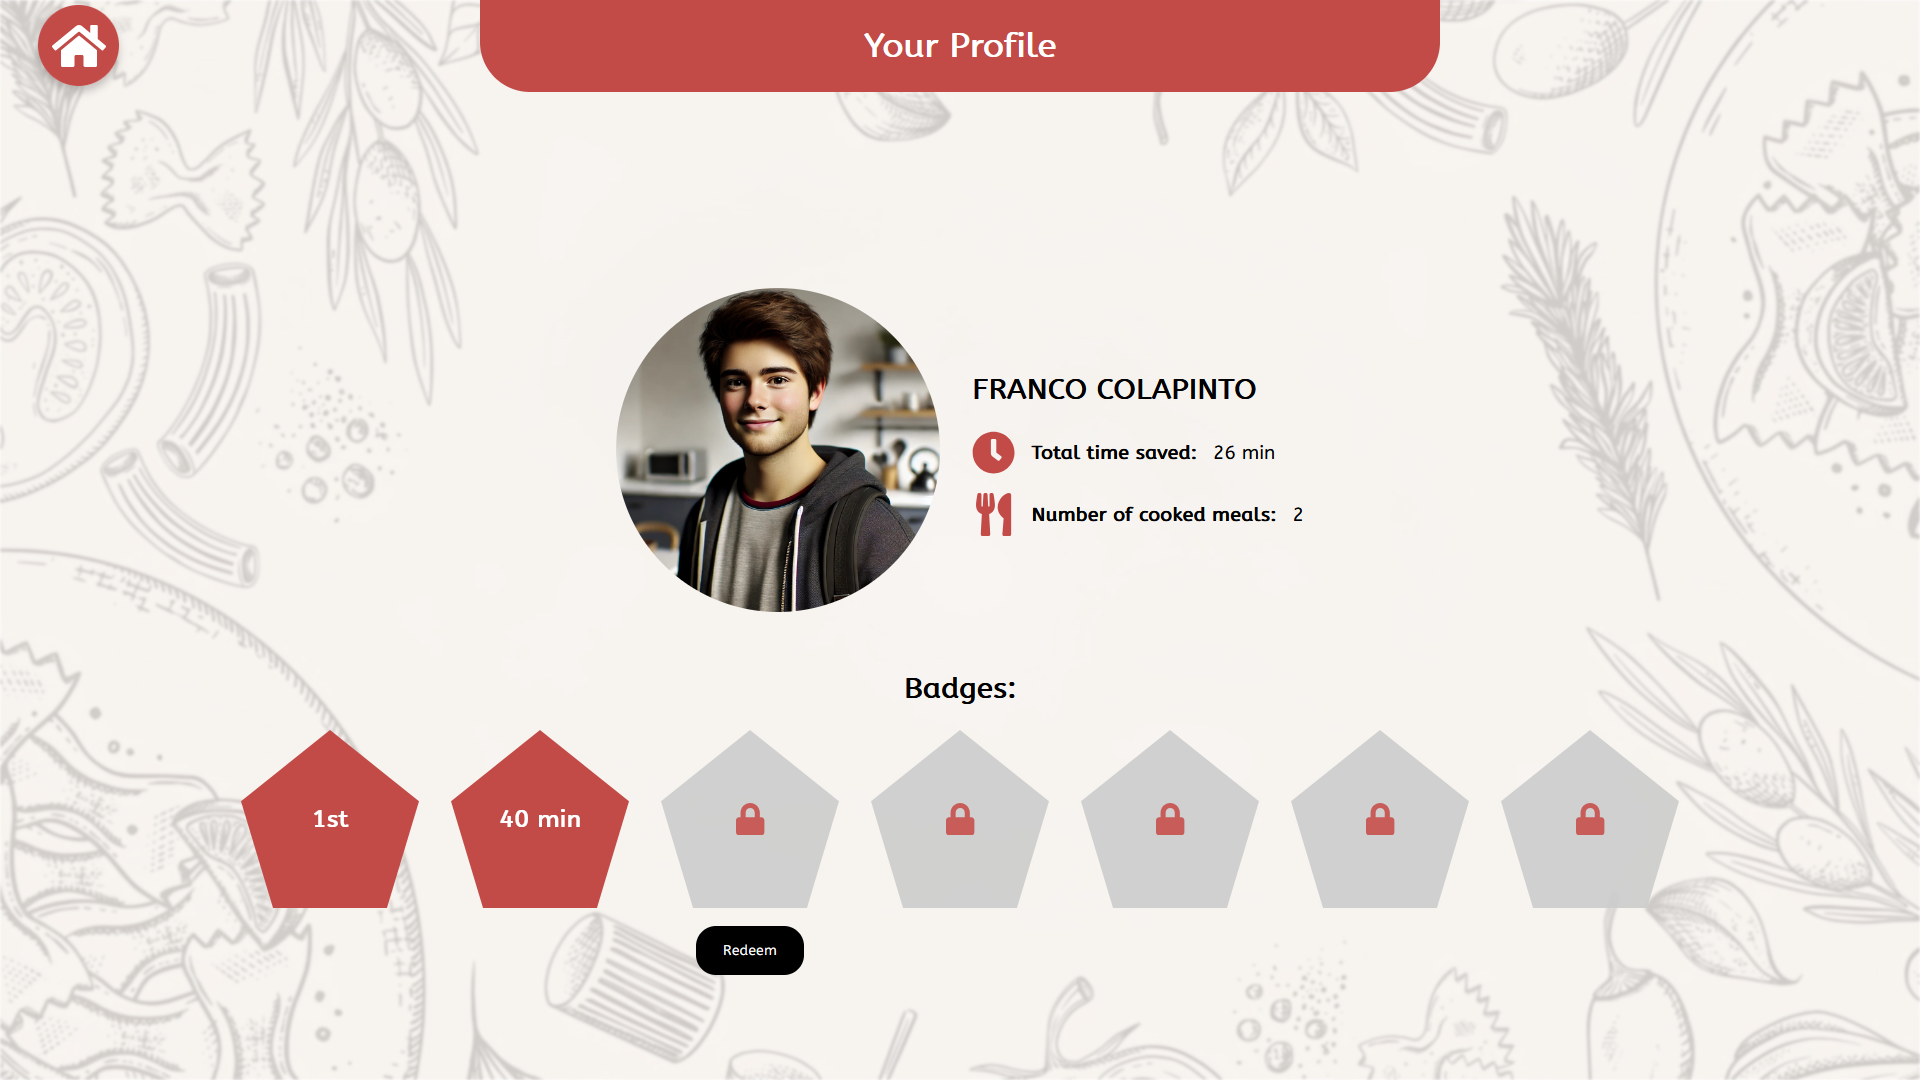 Your Profile
FRANCO COLAPINTO
Total time saved: 26 min
Number of cooked meals: 2
Badges:
1st
40 min
Redeem